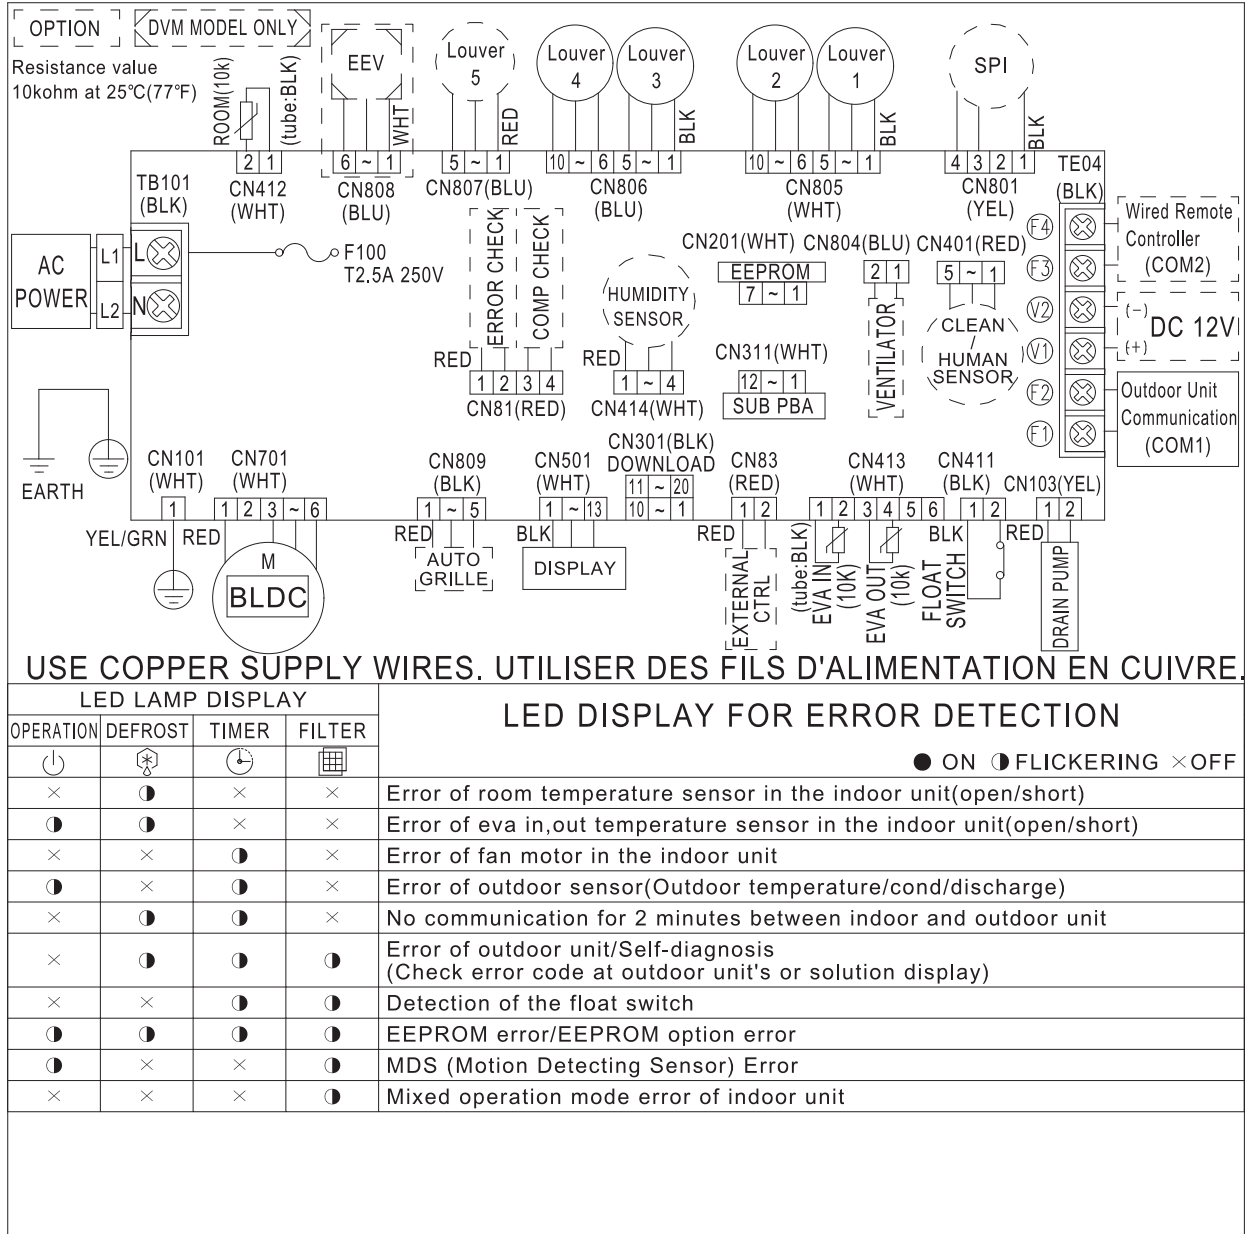 OPTION
DVM MODEL ONLY
Resistance value
10kohm at 25℃(77℉)
ROOM(10k)
(tube:BLK)
2 1
CN412
(WHT)
EEV
WHT
6 ~ 1
CN808
(BLU)
Louver
5
RED
5 ~ 1
CN807(BLU)
Louver
4
Louver
3
BLK
10 ~ 6 5 ~ 1
CN806
(BLU)
Louver
2
Louver
1
BLK
10 ~ 6 5 ~ 1
CN805
(WHT)
SPI
BLK
4 3 2 1
CN801
(YEL)
TE04
(BLK)
TB101
(BLK)
AC
POWER
L1
L2
L
N
F100
T2.5A 250V
ERROR CHECK
COMP CHECK
RED
1 2 3 4
CN81(RED)
HUMIDITY
SENSOR
RED
1 ~ 4
CN414(WHT)
CN201(WHT)
EEPROM
7 ~ 1
CN311(WHT)
12 ~ 1
SUB PBA
CN804(BLU)
2 1
VENTILATOR
CN401(RED)
5 ~ 1
CLEAN
/
HUMAN
SENSOR
F4
F3
V2
V1
F2
F1
Wired Remote
Controller
(COM2)
(-)
DC 12V
(+)
Outdoor Unit
Communication
(COM1)
EARTH
CN101
(WHT)
1
YEL/GRN
CN701
(WHT)
1 2 3 ~ 6
RED
M
BLDC
CN809
(BLK)
1 ~ 5
RED
AUTO
GRILLE
CN501
(WHT)
1 ~ 13
BLK
DISPLAY
CN301(BLK)
DOWNLOAD
11 ~ 20
10 ~ 1
CN83
(RED)
1 2
RED
EXTERNAL
CTRL
CN413
(WHT)
1 2 3 4 5 6
(tube:BLK)
EVA IN
(10K)
EVA OUT
(10k)
CN411
(BLK)
1 2
BLK
FLOAT
SWITCH
CN103(YEL)
1 2
RED
DRAIN PUMP
USE COPPER SUPPLY WIRES. UTILISER DES FILS D'ALIMENTATION EN CUIVRE.
LED LAMP DISPLAY
OPERATION DEFROST TIMER FILTER
LED DISPLAY FOR ERROR DETECTION
● ON ◑ FLICKERING × OFF
× ◑ × × Error of room temperature sensor in the indoor unit(open/short)
◑ ◑ × × Error of eva in,out temperature sensor in the indoor unit(open/short)
× × ◑ × Error of fan motor in the indoor unit
◑ × ◑ × Error of outdoor sensor(Outdoor temperature/cond/discharge)
× ◑ ◑ × No communication for 2 minutes between indoor and outdoor unit
× ◑ ◑ ◑ Error of outdoor unit/Self-diagnosis
(Check error code at outdoor unit's or solution display)
× × ◑ ◑ Detection of the float switch
◑ ◑ ◑ ◑ EEPROM error/EEPROM option error
◑ × × ◑ MDS (Motion Detecting Sensor) Error
× × × ◑ Mixed operation mode error of indoor unit